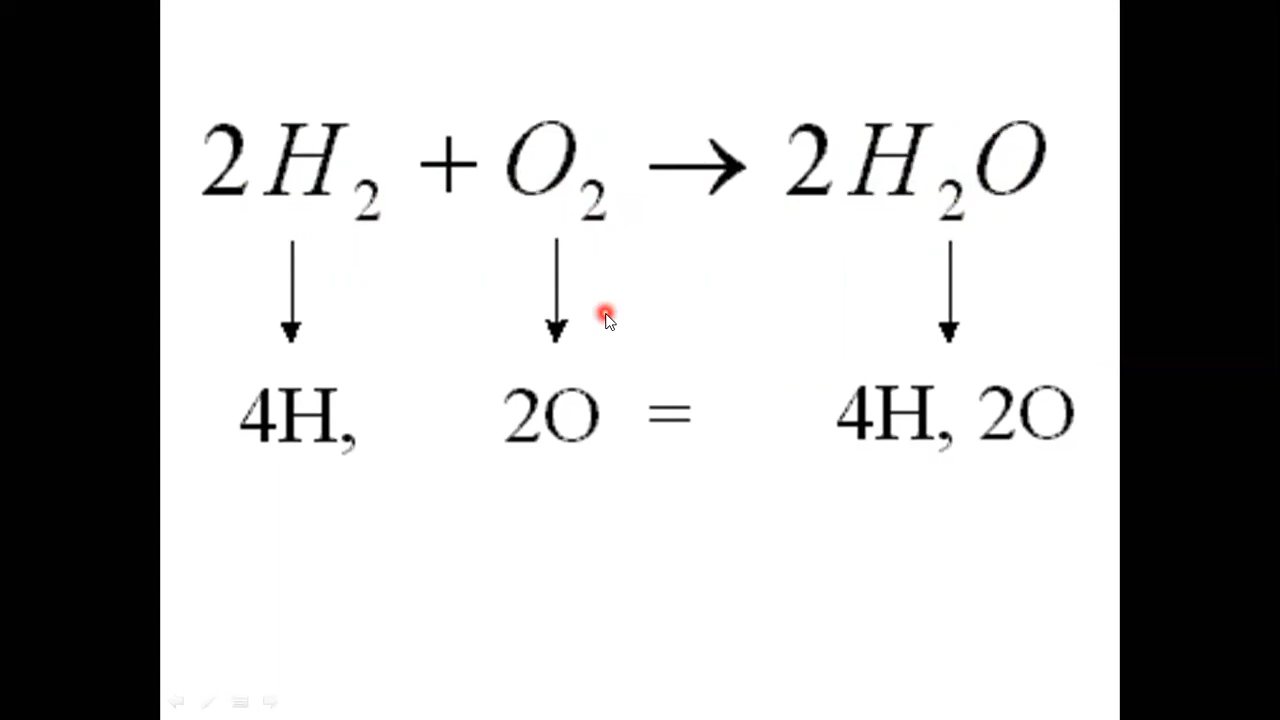 2H₂ + O₂ → 2H₂O
4H, 2O = 4H, 2O